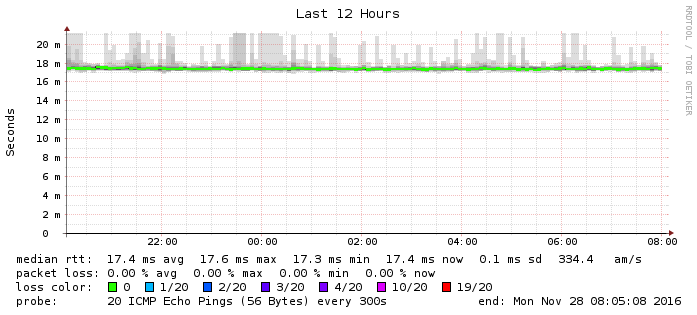 Last 12 Hours
RRDTOOL / TOBI OETIKER
Seconds
20 m
18 m
16 m
14 m
12 m
10 m
8 m
6 m
4 m
2 m
0
22:00 00:00 02:00 04:00 06:00 08:00
median rtt: 17.4 ms avg 17.6 ms max 17.3 ms min 17.4 ms now 0.1 ms sd 334.4 am/s
packet loss: 0.00 % avg 0.00 % max 0.00 % min 0.00 % now
loss color: 0 1/20 2/20 3/20 4/20 10/20 19/20
probe: 20 ICMP Echo Pings (56 Bytes) every 300s end: Mon Nov 28 08:05:08 2016